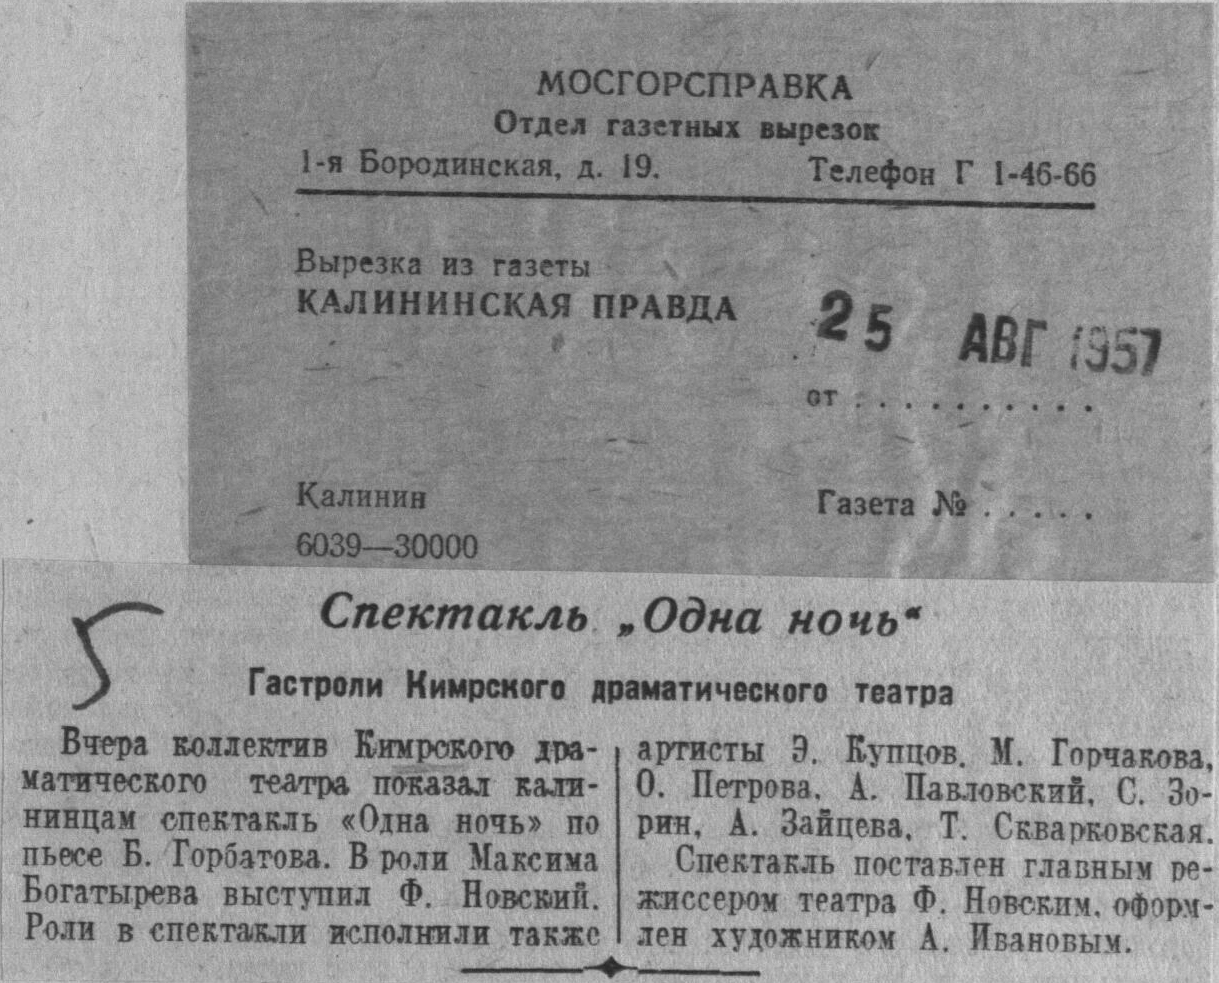 МОСГОРСПРАВКА
Отдел газетных вырезок
1-я Бородинская, д. 19. Телефон Г 1-46-66
Вырезка из газеты
КАЛИНИНСКАЯ ПРАВДА
25 АВГ 1957
от . . . . . . . . . .
Калинин
Газета № . . . . .
6039—30000
5
Спектакль „Одна ночь“
Гастроли Кимрского драматического театра
Вчера коллектив Кимрского дра-
матического театра показал кали-
нинцам спектакль «Одна ночь» по
пьесе Б. Горбатова. В роли Максима
Богатырева выступил Ф. Новский.
Роли в спектакли исполнили также
артисты Э. Купцов, М. Горчакова,
О. Петрова, А. Павловский, С. Зо-
рин, А. Зайцева, Т. Скварковская.
Спектакль поставлен главным ре-
жиссером театра Ф. Новским, оформ-
лен художником А. Ивановым.